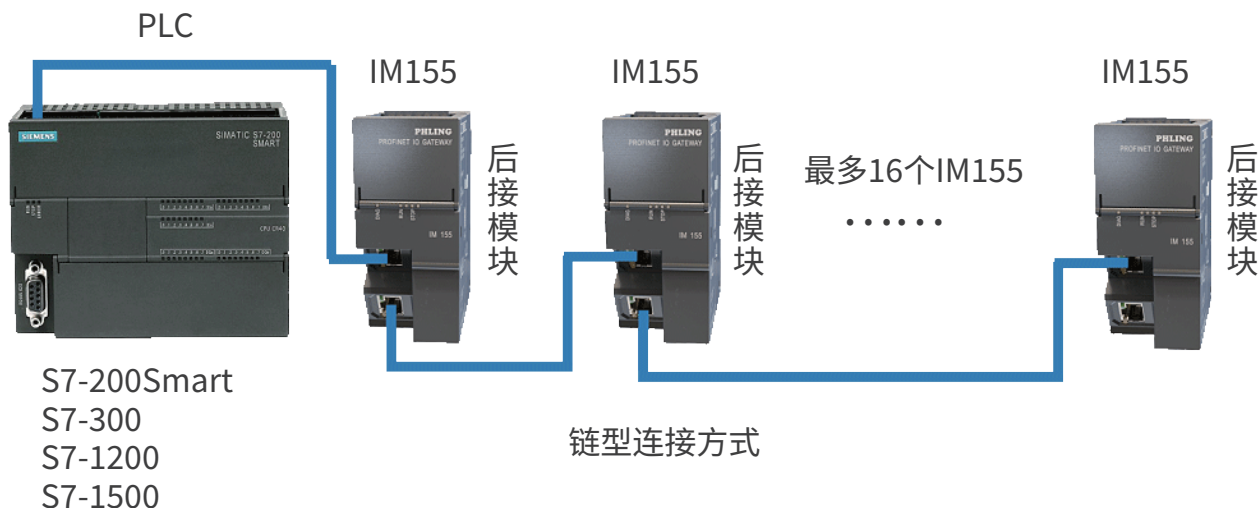 PLC
IM155
IM155
IM155
SIEMENS
SIMATIC S7-200
SMART
CPU CR40
PHLING
PROFINET IO GATEWAY
IM 155
后接模块
PHLING
PROFINET IO GATEWAY
IM 155
后接模块
最多16个IM155
······
PHLING
PROFINET IO GATEWAY
IM 155
后接模块
S7-200Smart
S7-300
S7-1200
S7-1500
链型连接方式